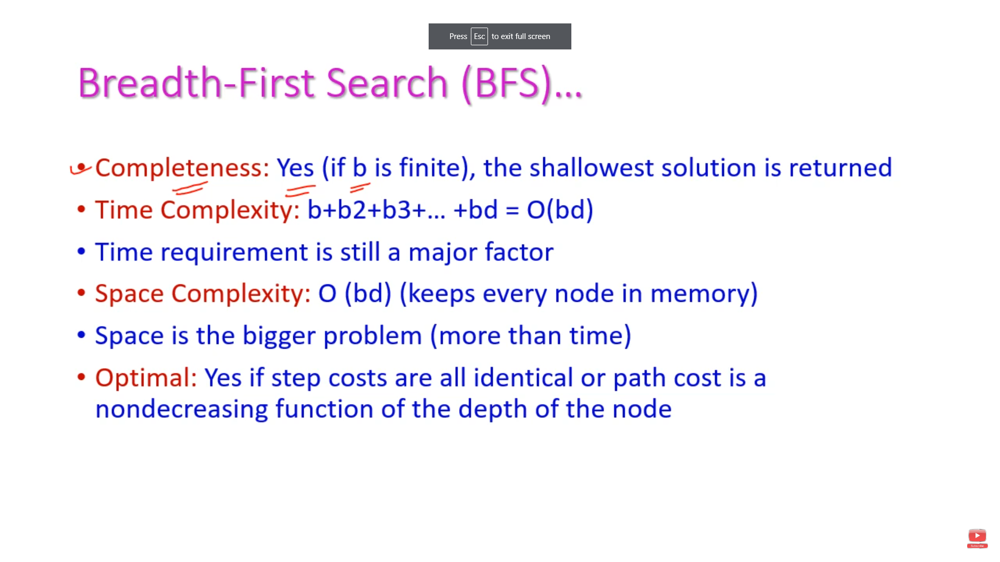 Press Esc to exit full screen
Breadth-First Search (BFS)...
• Completeness: Yes (if b is finite), the shallowest solution is returned
• Time Complexity: b+b2+b3+... +bd = O(bd)
• Time requirement is still a major factor
• Space Complexity: O (bd) (keeps every node in memory)
• Space is the bigger problem (more than time)
• Optimal: Yes if step costs are all identical or path cost is a
nondecreasing function of the depth of the node
Subscribe